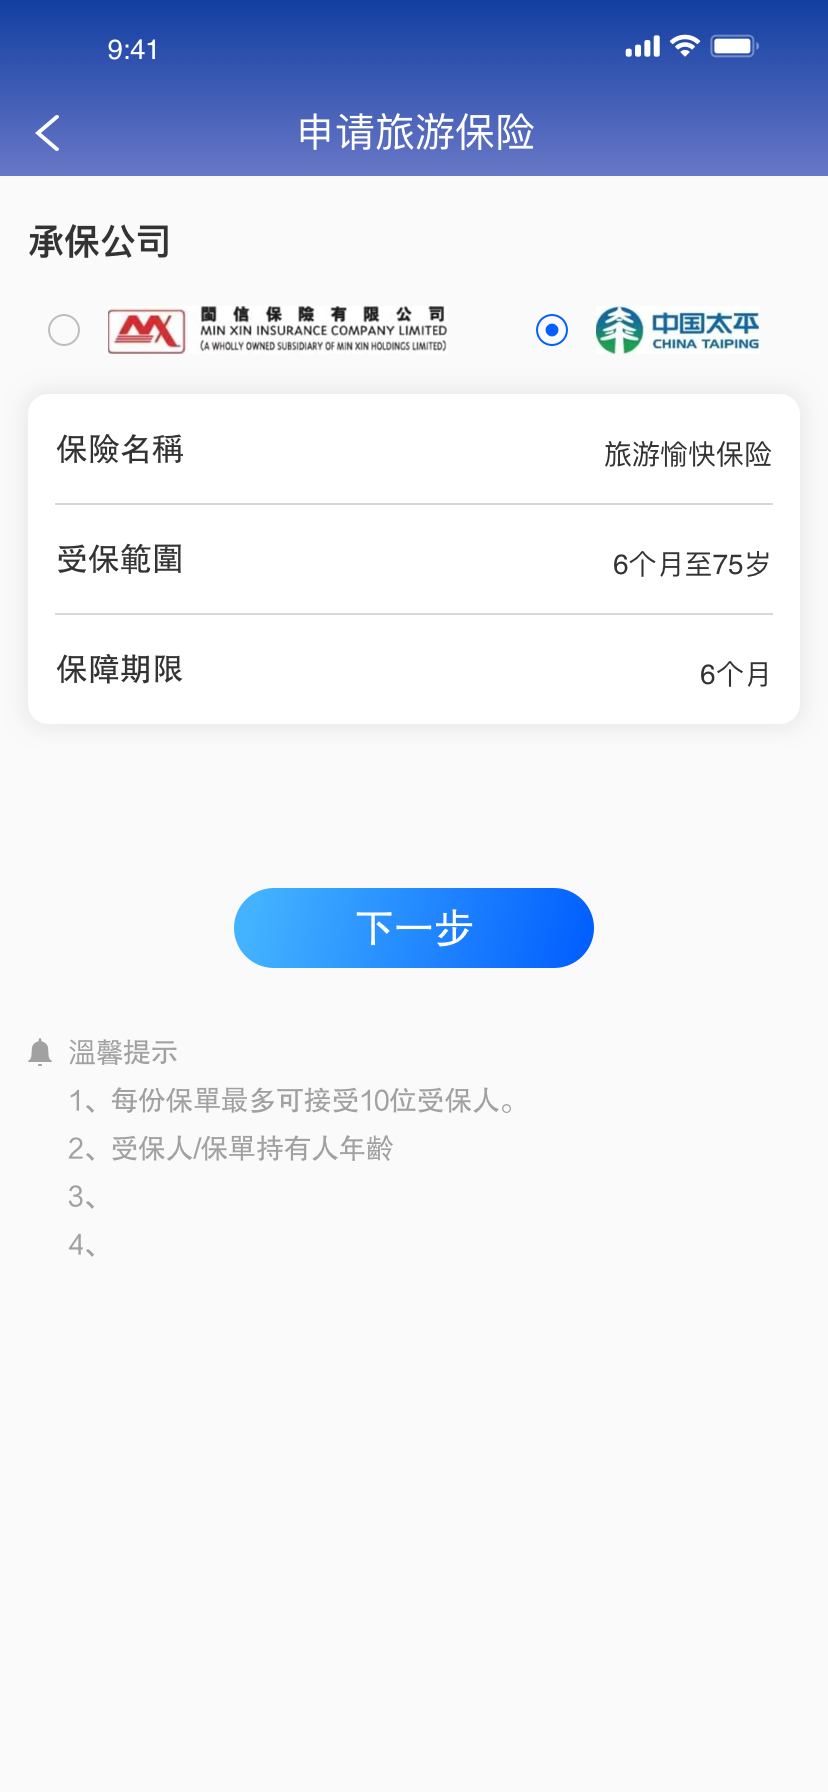 9:41
申请旅游保险
承保公司
閩信保險有限公司
MIN XIN INSURANCE COMPANY LIMITED
(A WHOLLY OWNED SUBSIDIARY OF MIN XIN HOLDINGS LIMITED)
中国太平
CHINA TAIPING
保險名稱
旅游愉快保险
受保範圍
6个月至75岁
保障期限
6个月
下一步
溫馨提示
1、每份保單最多可接受10位受保人。
2、受保人/保單持有人年齡
3、
4、